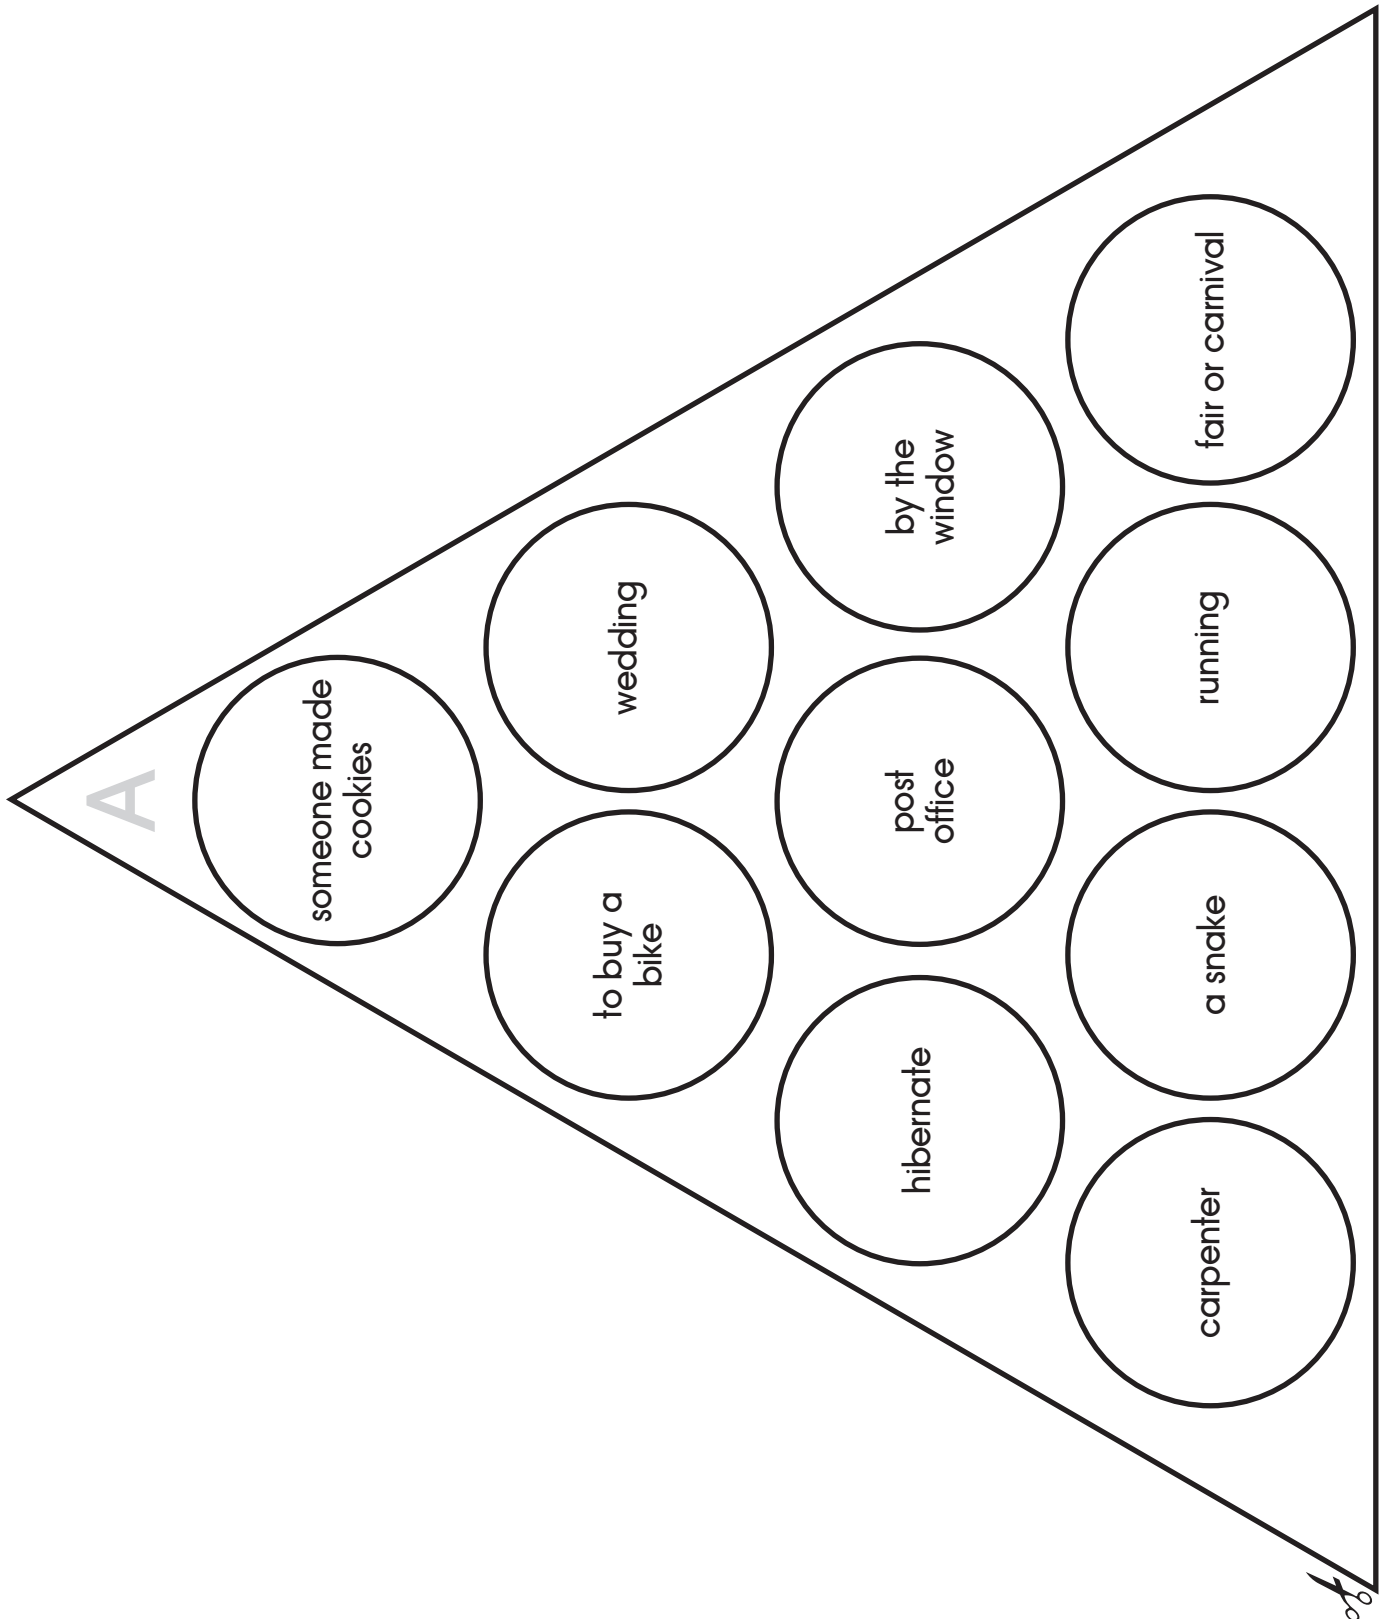 A
someone made
cookies
to buy a
bike
wedding
hibernate
post
office
by the
window
carpenter
a snake
running
fair or carnival